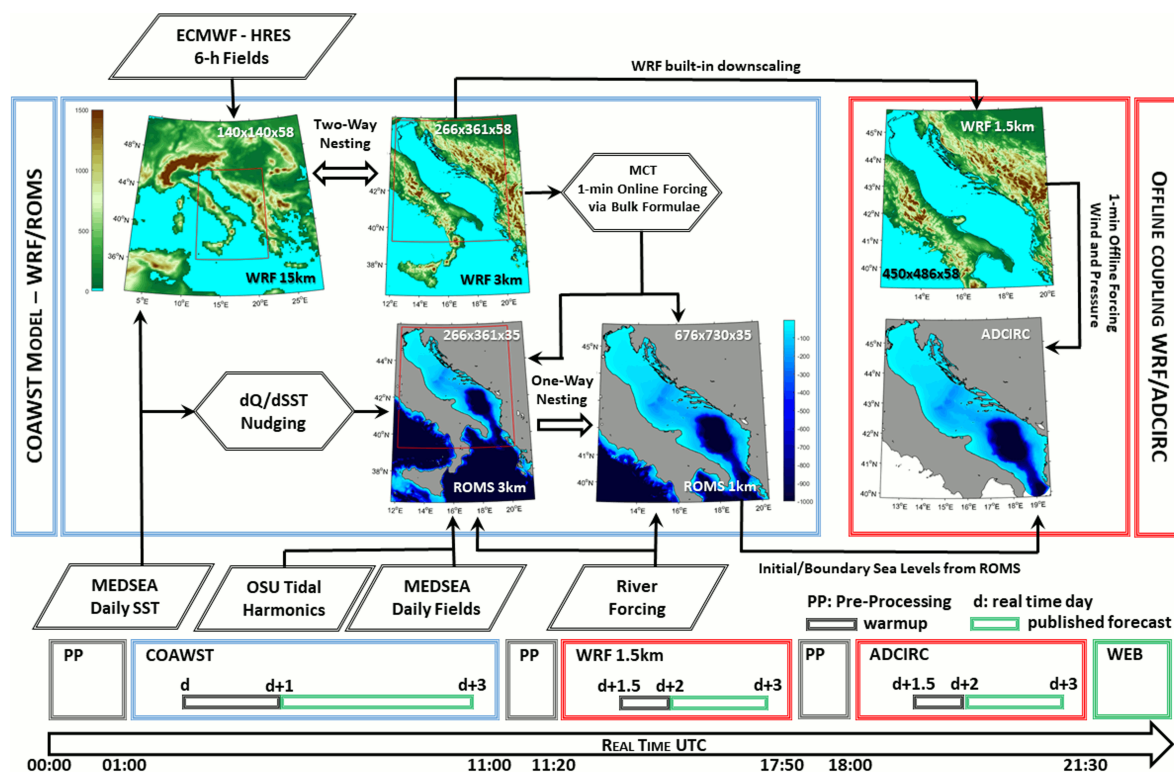 ECMWF - HRES
6-h Fields
WRF built-in downscaling
COAWST MODEL – WRF/ROMS
1500
1000
500
0
140x140x58
WRF 15km
48°N
44°N
40°N
36°N
5°E
10°E
15°E
20°E
25°E
Two-Way
Nesting
266x361x58
WRF 3km
44°N
42°N
40°N
38°N
12°E
14°E
16°E
18°E
20°E
MCT
1-min Online Forcing
via Bulk Formulae
WRF 1.5km
450x486x58
45°N
44°N
43°N
42°N
41°N
40°N
12°E
14°E
16°E
18°E
20°E
1-min Offline Forcing
Wind and Pressure
OFFLINE COUPLING WRF/ADCIRC
dQ/dSST
Nudging
266x361x35
ROMS 3km
44°N
42°N
40°N
38°N
12°E
14°E
16°E
18°E
20°E
One-Way
Nesting
676x730x35
ROMS 1km
45°N
44°N
43°N
42°N
41°N
40°N
12°E
14°E
16°E
18°E
20°E
-100
-200
-300
-400
-500
-600
-700
-800
-900
-1000
ADCIRC
45°N
44°N
43°N
42°N
41°N
40°N
13°E
14°E
15°E
16°E
17°E
18°E
19°E
MEDSEA
Daily SST
OSU Tidal
Harmonics
MEDSEA
Daily Fields
River
Forcing
Initial/Boundary Sea Levels from ROMS
PP: Pre-Processing
d: real time day
warmup
published forecast
PP
COAWST
d
d+1
d+3
PP
WRF 1.5km
d+1.5
d+2
d+3
PP
ADCIRC
d+1.5
d+2
d+3
WEB
REAL TIME UTC
00:00
01:00
11:00
11:20
17:50
18:00
21:30